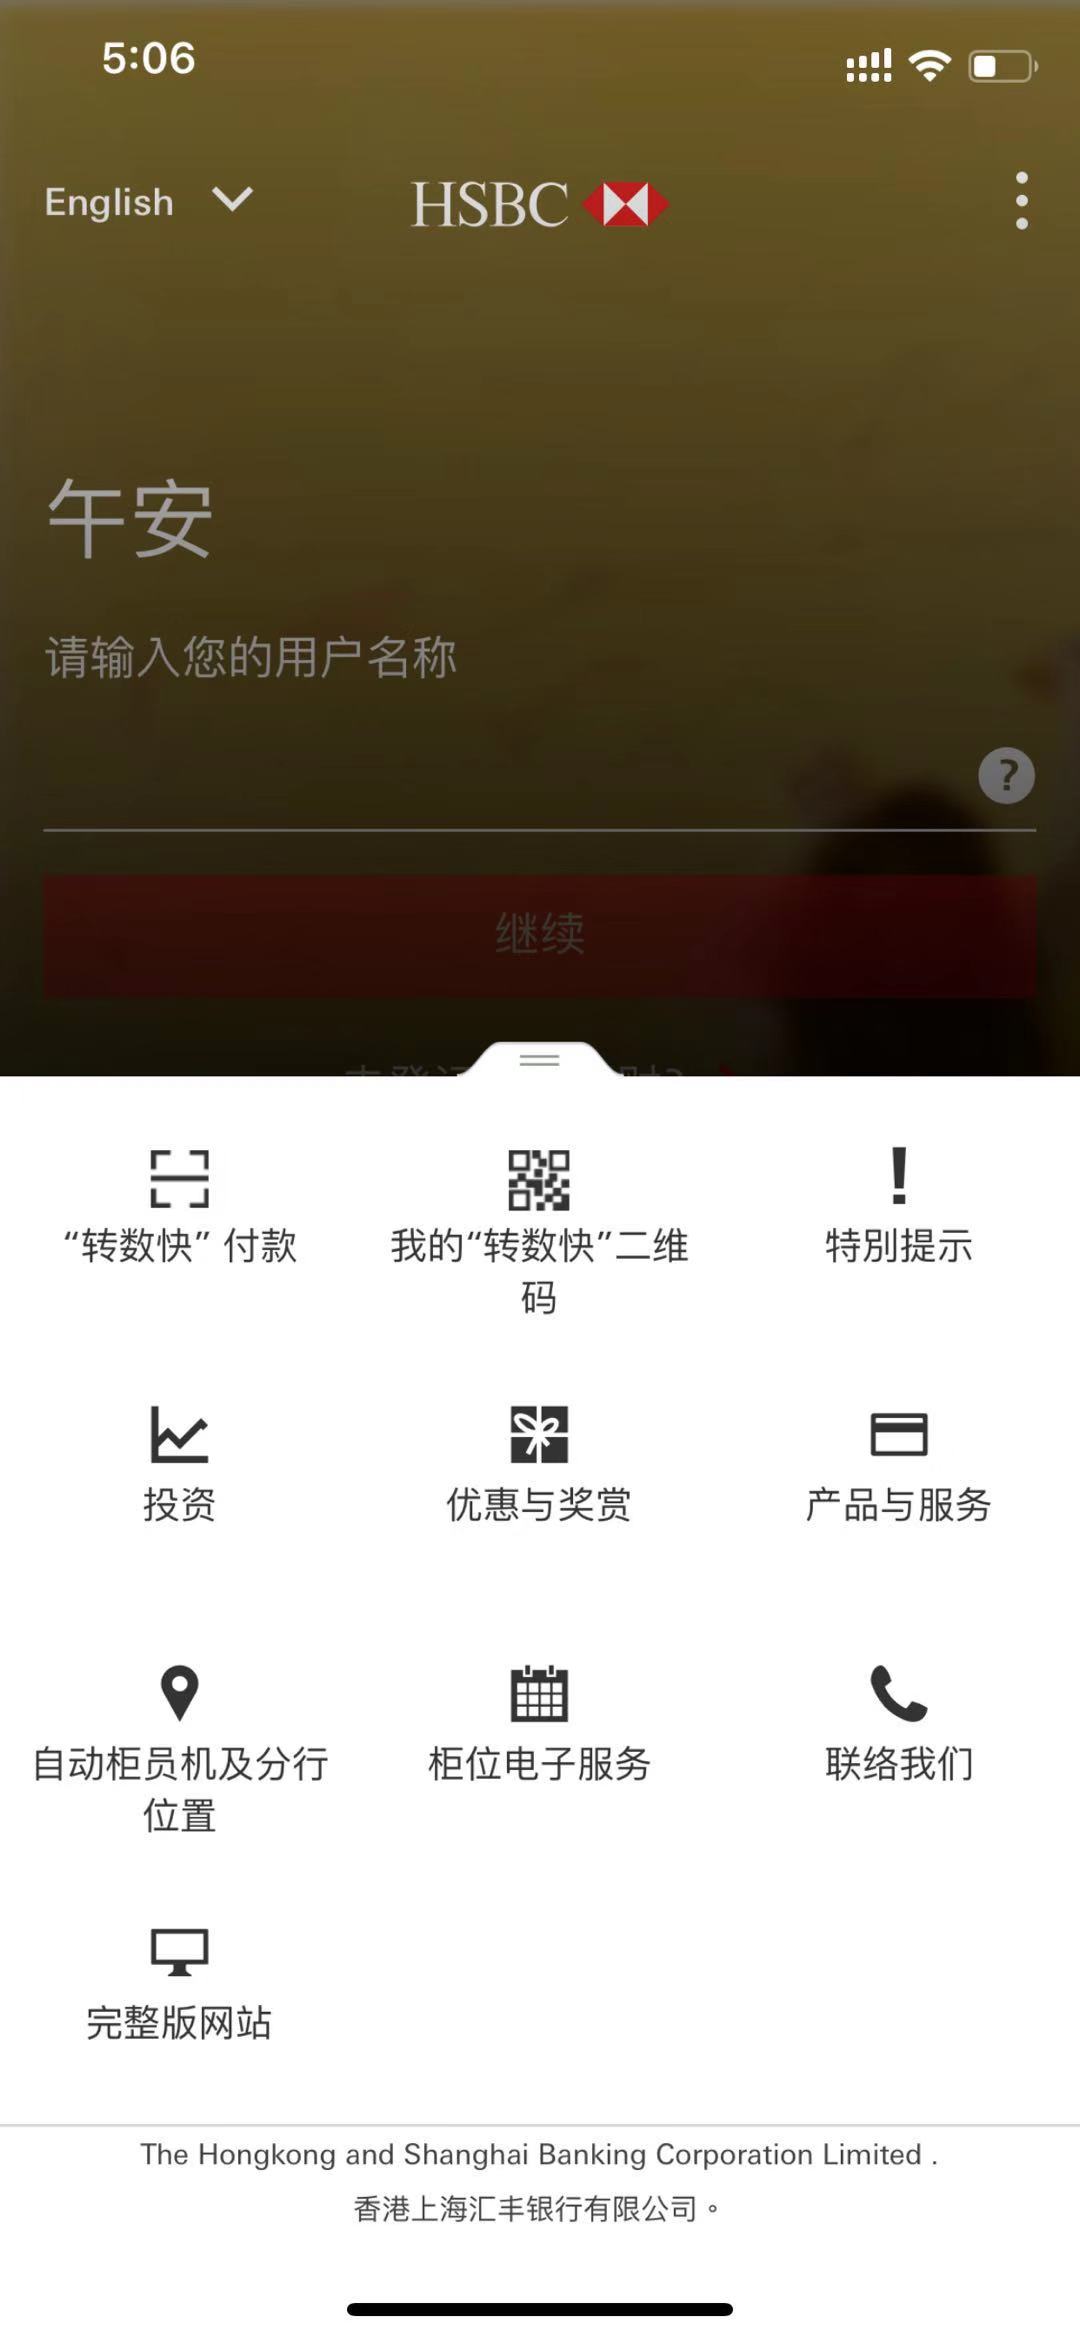 5:06
English
HSBC
午安
请输入您的用户名称
?
继续
“转数快” 付款
我的“转数快”二维
码
特别提示
投资
优惠与奖赏
产品与服务
自动柜员机及分行
位置
柜位电子服务
联络我们
完整版网站
The Hongkong and Shanghai Banking Corporation Limited .
香港上海汇丰银行有限公司。